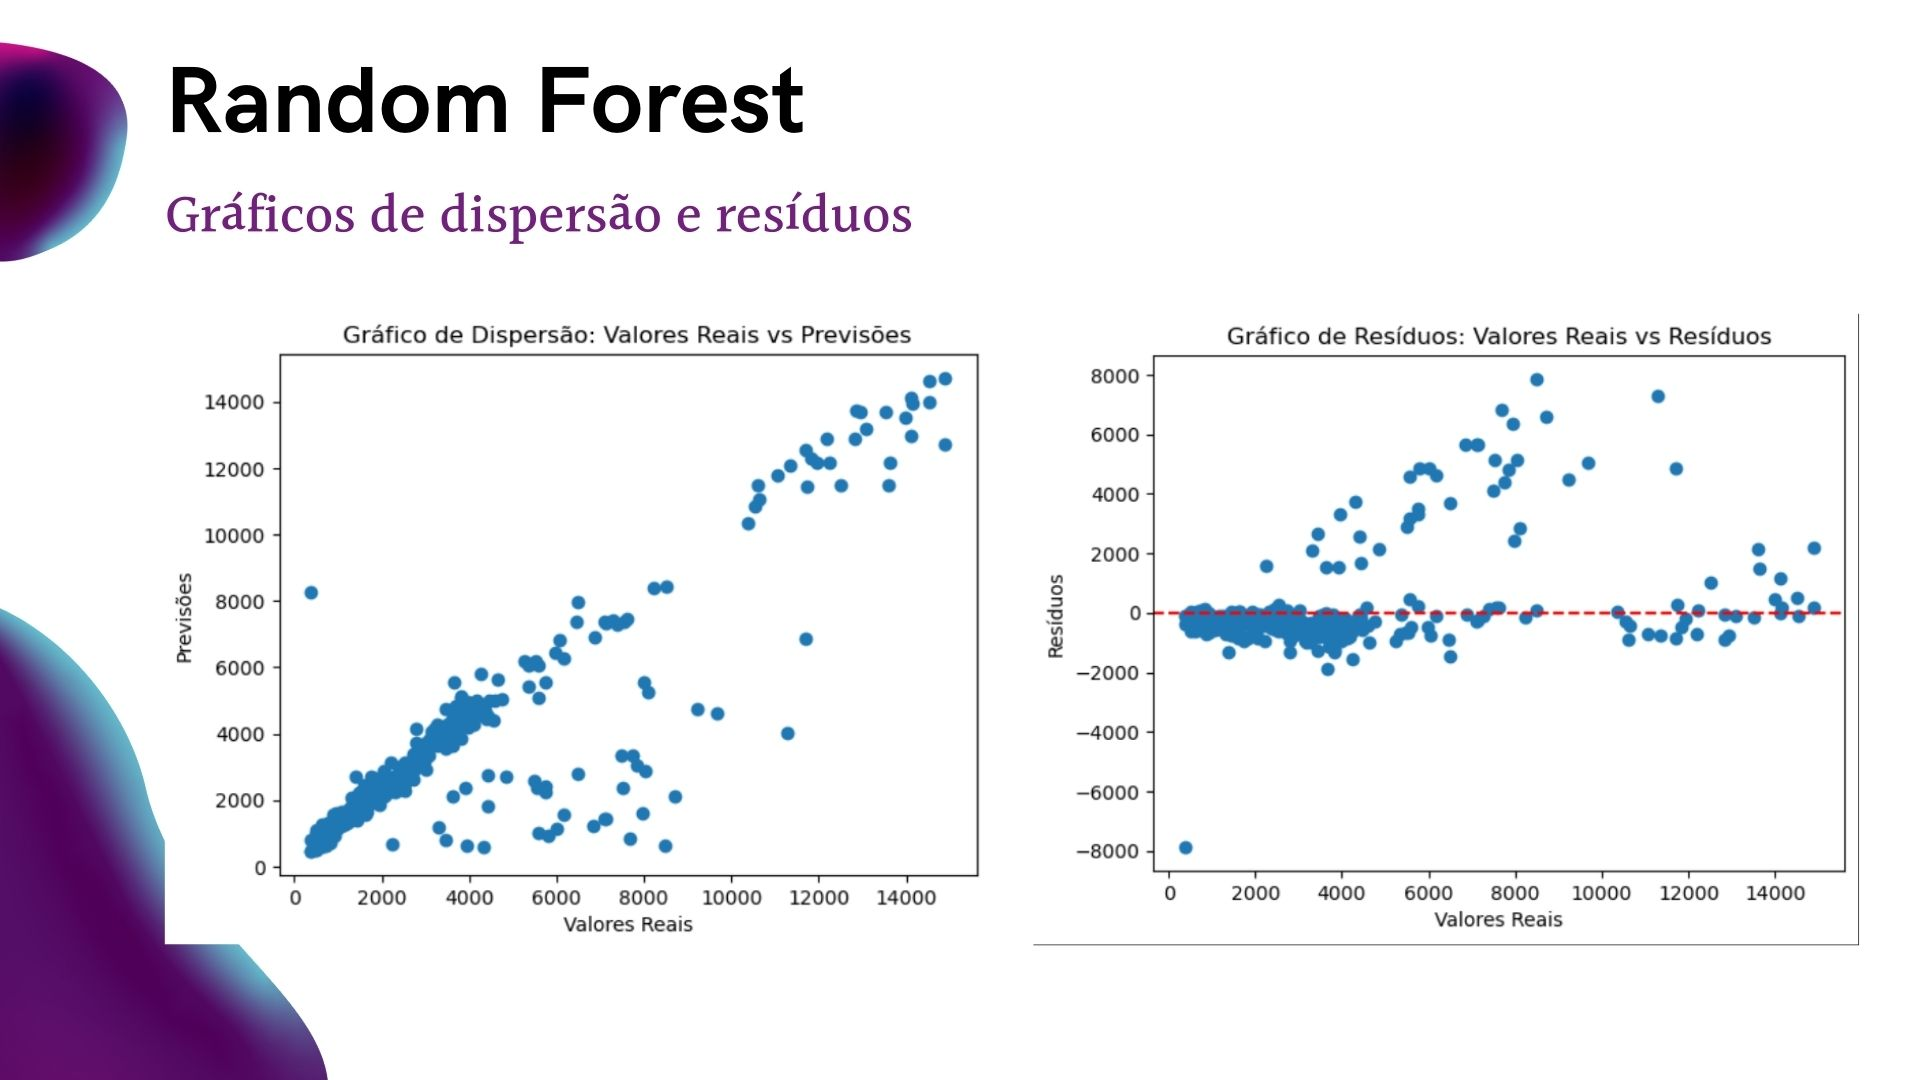 Random Forest
Gráficos de dispersão e resíduos
Gráfico de Dispersão: Valores Reais vs Previsões
Previsões
14000
12000
10000
8000
6000
4000
2000
0
0 2000 4000 6000 8000 10000 12000 14000
Valores Reais
Gráfico de Resíduos: Valores Reais vs Resíduos
Resíduos
8000
6000
4000
2000
0
−2000
−4000
−6000
−8000
0 2000 4000 6000 8000 10000 12000 14000
Valores Reais